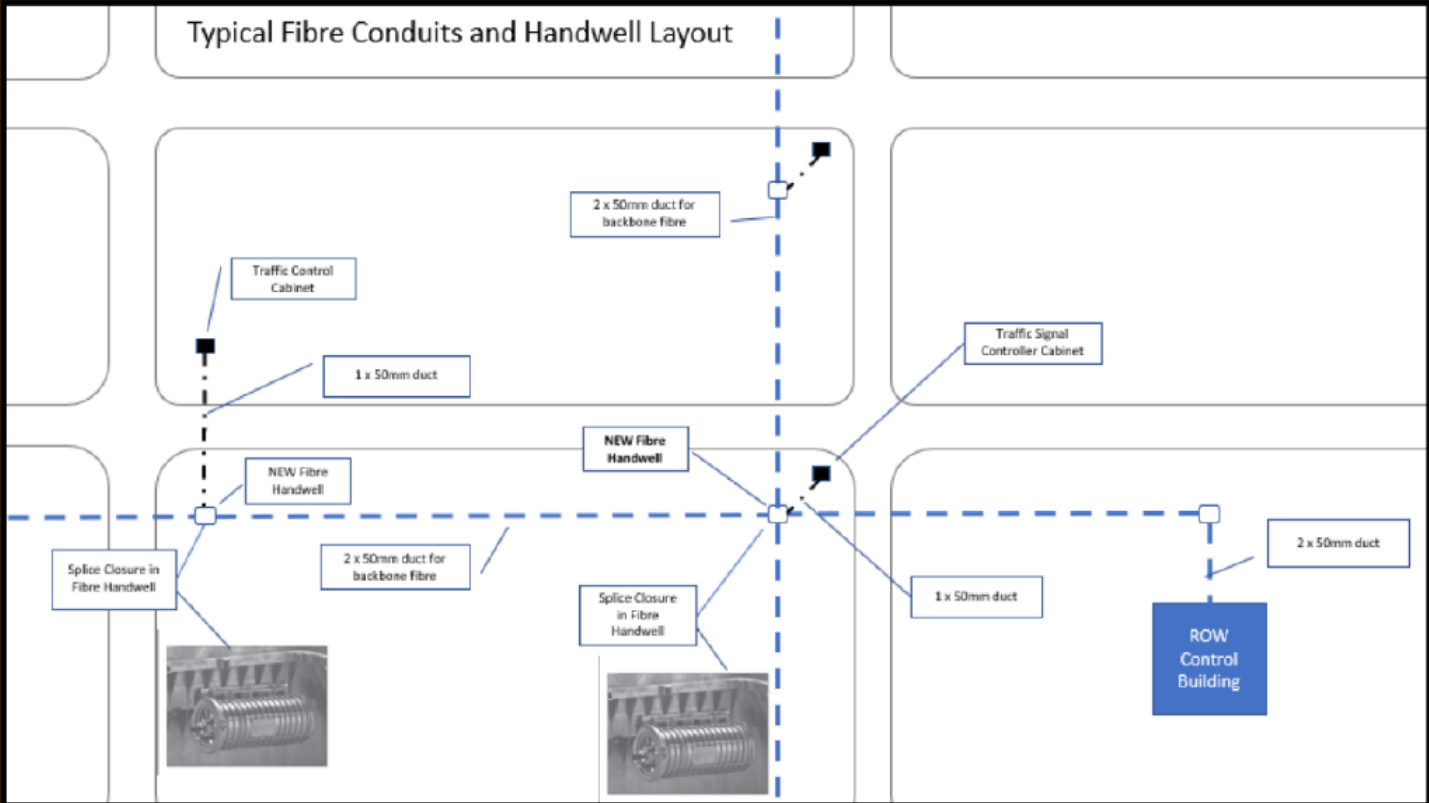 Typical Fibre Conduits and Handwell Layout
2 x 50mm duct for
backbone fibre
Traffic Control
Cabinet
Traffic Signal
Controller Cabinet
1 x 50mm duct
NEW Fibre
Handwell
NEW Fibre
Handwell
2 x 50mm duct
Splice Closure in
Fibre Handwell
2 x 50mm duct for
backbone fibre
Splice Closure
in Fibre
Handwell
1 x 50mm duct
ROW
Control
Building